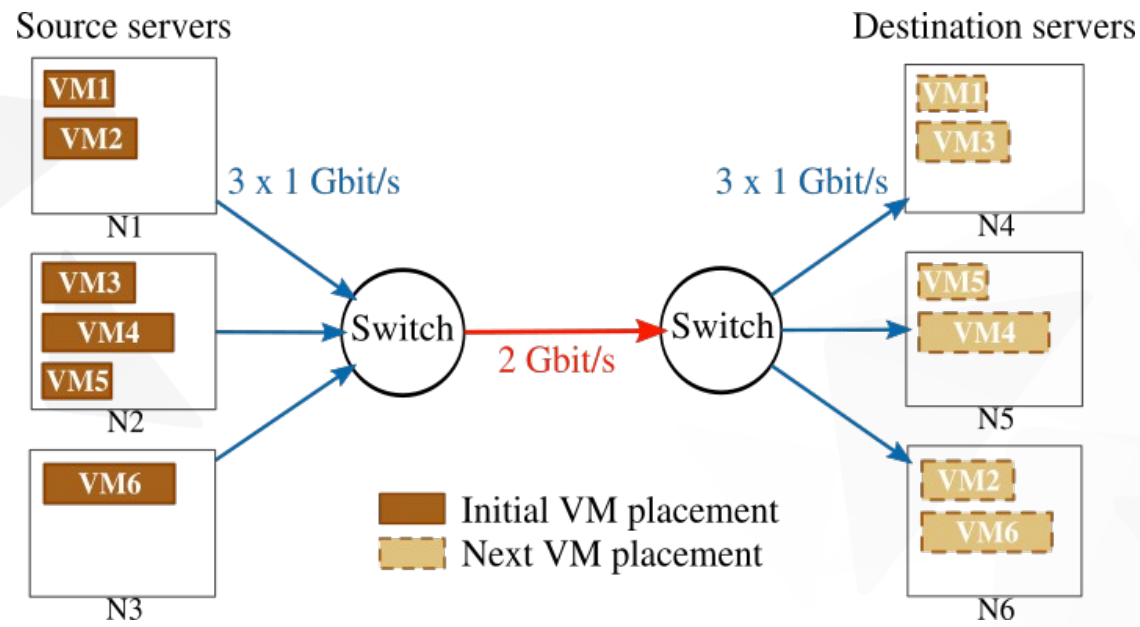 Source servers
VM1
VM2
N1
VM3
VM4
VM5
N2
VM6
N3
3 x 1 Gbit/s
Switch
2 Gbit/s
Switch
3 x 1 Gbit/s
Destination servers
VM1
VM3
N4
VM5
VM4
N5
VM2
VM6
N6
Initial VM placement
Next VM placement